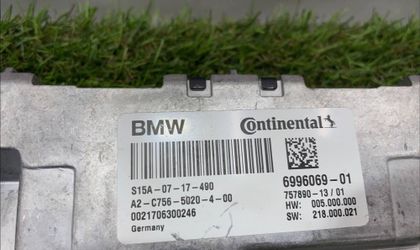 BMW Continental
S15A-07-17-490 6996069-01
A2-C756-5020-4-00 757890-13/01
0021706300246 HW: 005.000.000
Germany SW: 218.000.021